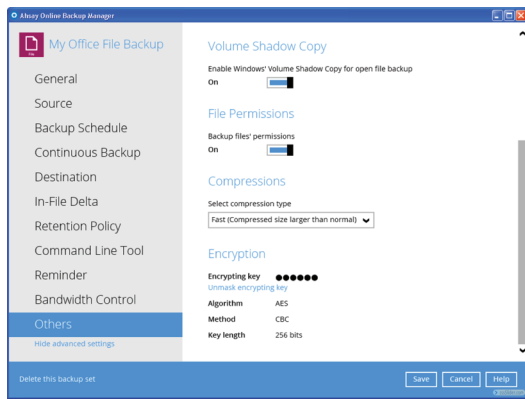 Ahsay Online Backup Manager
File
My Office File Backup
General
Source
Backup Schedule
Continuous Backup
Destination
In-File Delta
Retention Policy
Command Line Tool
Reminder
Bandwidth Control
Others
Hide advanced settings
Volume Shadow Copy
Enable Windows' Volume Shadow Copy for open file backup
On
File Permissions
Backup files' permissions
On
Compressions
Select compression type
Fast (Compressed size larger than normal)
Encryption
Encrypting key ●●●●●●
Unmask encrypting key
Algorithm AES
Method CBC
Key length 256 bits
Delete this backup set
Save Cancel Help